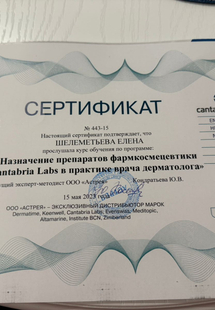 СЕРТИФИКАТ
№ 443-15
Настоящий сертификат подтверждает, что
ШЕЛЕМЕТЬЕВА ЕЛЕНА
прослушала курс обучения по программе:
«Назначение препаратов фармкосмецевтики
Cantabria Labs в практике врача дерматолога»
эксперт-методист ООО «Астрея» Кондратьева Ю.В.
15 мая 2023
ООО «АСТРЕЯ» – ЭКСКЛЮЗИВНЫЙ ДИСТРИБЬЮТОР МАРОК
Dermatime, Keenwell, Cantabria Labs, Evenswiss, Meditopic,
Altamarine, Institute BCN, Zimberland
canta